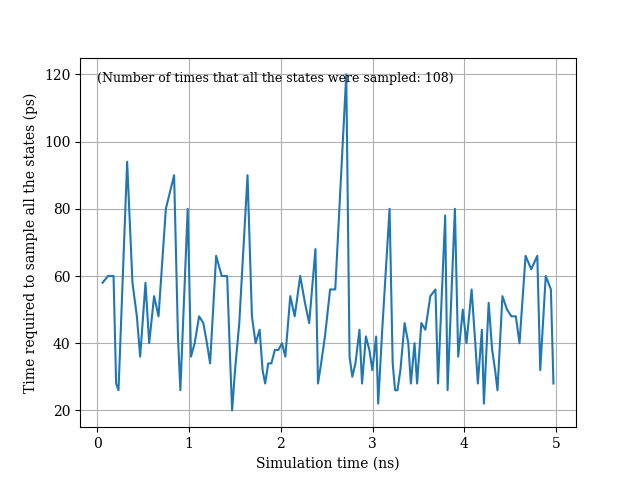 (Number of times that all the states were sampled: 108)
Time required to sample all the states (ps)
120
100
80
60
40
20
0 1 2 3 4 5
Simulation time (ns)